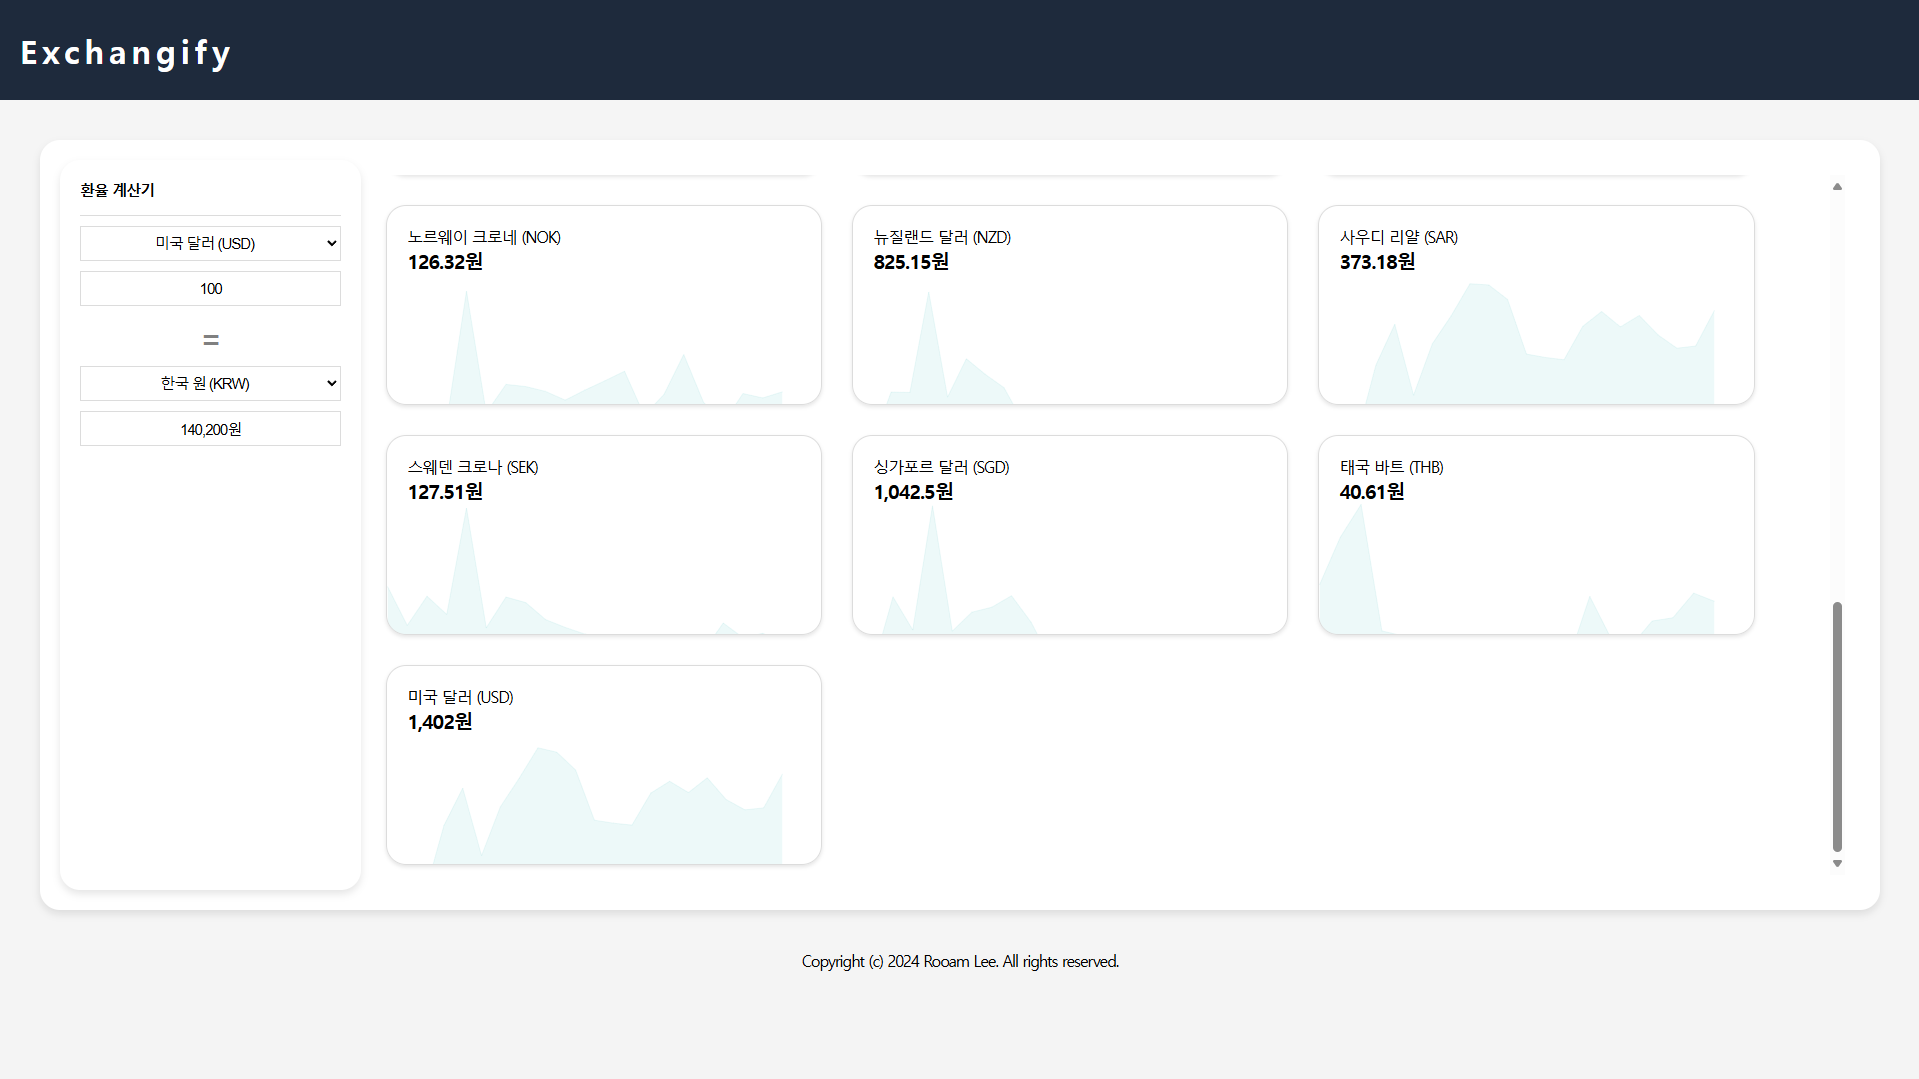 Exchangify
환율 계산기
미국 달러 (USD)
100
=
한국 원 (KRW)
140,200원
노르웨이 크로네 (NOK)
126.32원
뉴질랜드 달러 (NZD)
825.15원
사우디 리얄 (SAR)
373.18원
스웨덴 크로나 (SEK)
127.51원
싱가포르 달러 (SGD)
1,042.5원
태국 바트 (THB)
40.61원
미국 달러 (USD)
1,402원
Copyright (c) 2024 Rooam Lee. All rights reserved.